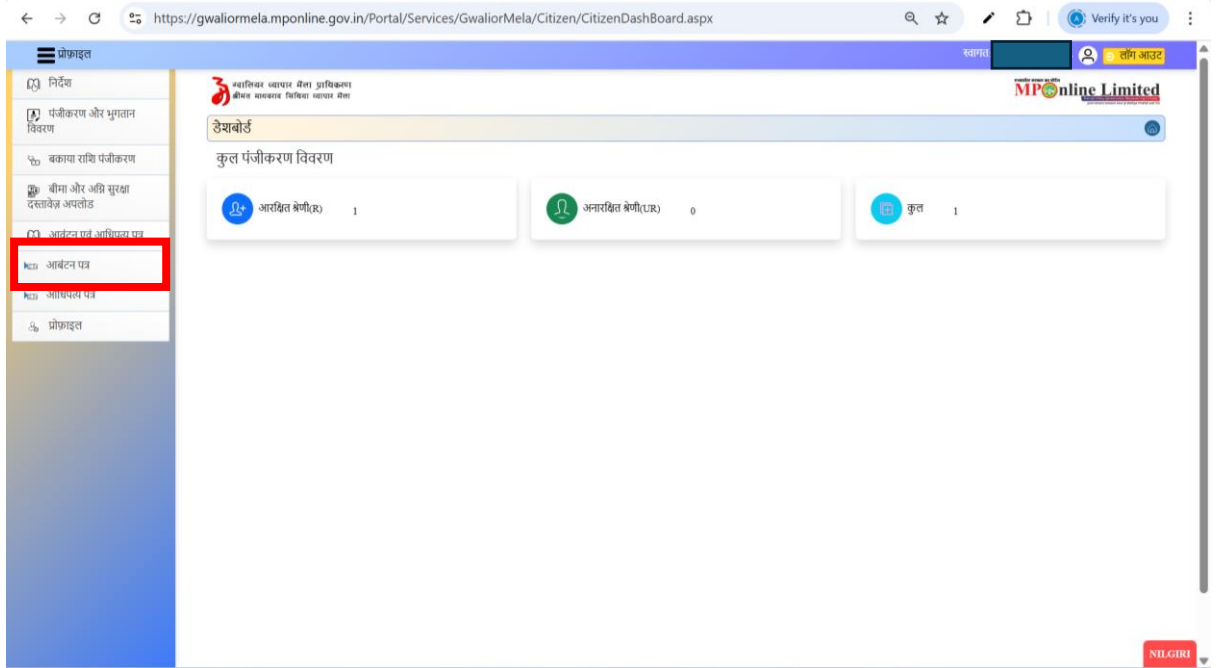 https://gwaliormela.mponline.gov.in/Portal/Services/GwaliorMela/Citizen/CitizenDashBoard.aspx
Verify it's you
प्रोफ़ाइल
स्वागत
लॉग आउट
निर्देश
पंजीकरण और भुगतान
विवरण
बकाया राशि पंजीकरण
बीमा और अग्नि सुरक्षा
दस्तावेज़ अपलोड
आवंटन एवं आधिपत्य पत्र
आबंटन पत्र
आधिपत्य पत्र
प्रोफ़ाइल
ग्वालियर व्यापार मेला प्राधिकरण
श्रीमंत माधवराव सिंधिया व्यापार मेला
MPOnline Limited
डेशबोर्ड
कुल पंजीकरण विवरण
आरक्षित श्रेणी(R) 1
अनारक्षित श्रेणी(UR) 0
कुल 1
NILGIRI